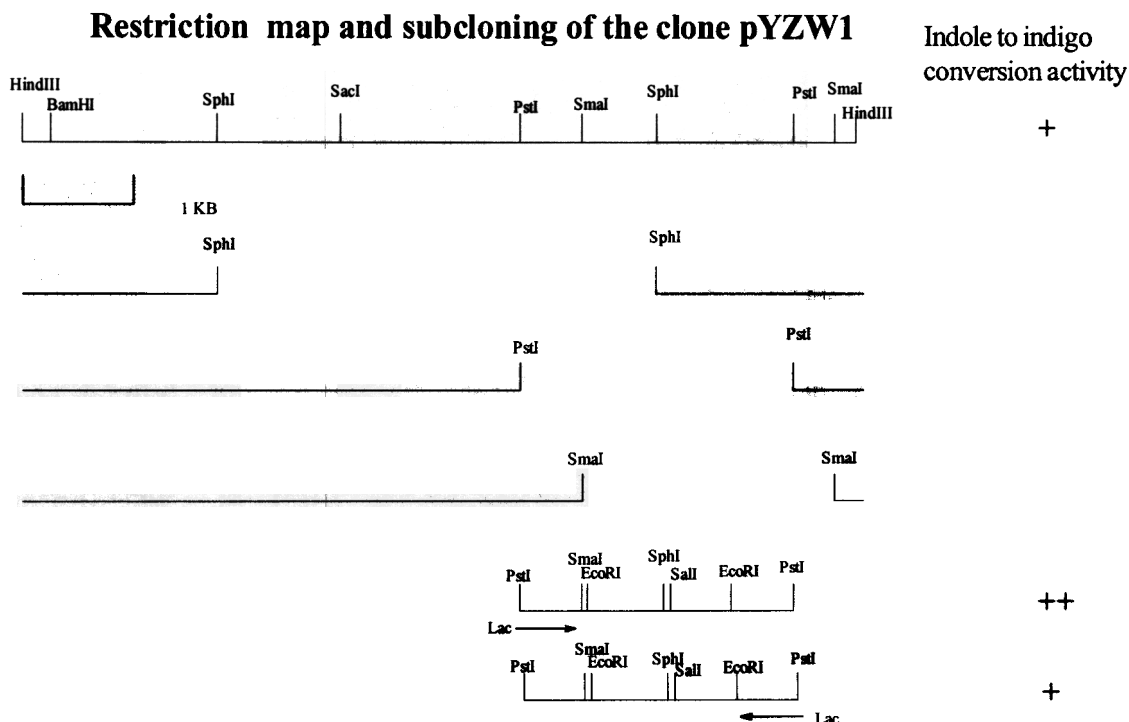 Restriction map and subcloning of the clone pYZW1
Indole to indigo
conversion activity
HindIII
BamHI
SphI
SacI
PstI
SmaI
SphI
PstI
SmaI
HindIII
+
1 KB
SphI
SphI
PstI
PstI
SmaI
SmaI
PstI
SmaI
EcoRI
SphI
SalI
EcoRI
PstI
++
Lac
PstI
SmaI
EcoRI
SphI
SalI
EcoRI
PstI
+
Lac